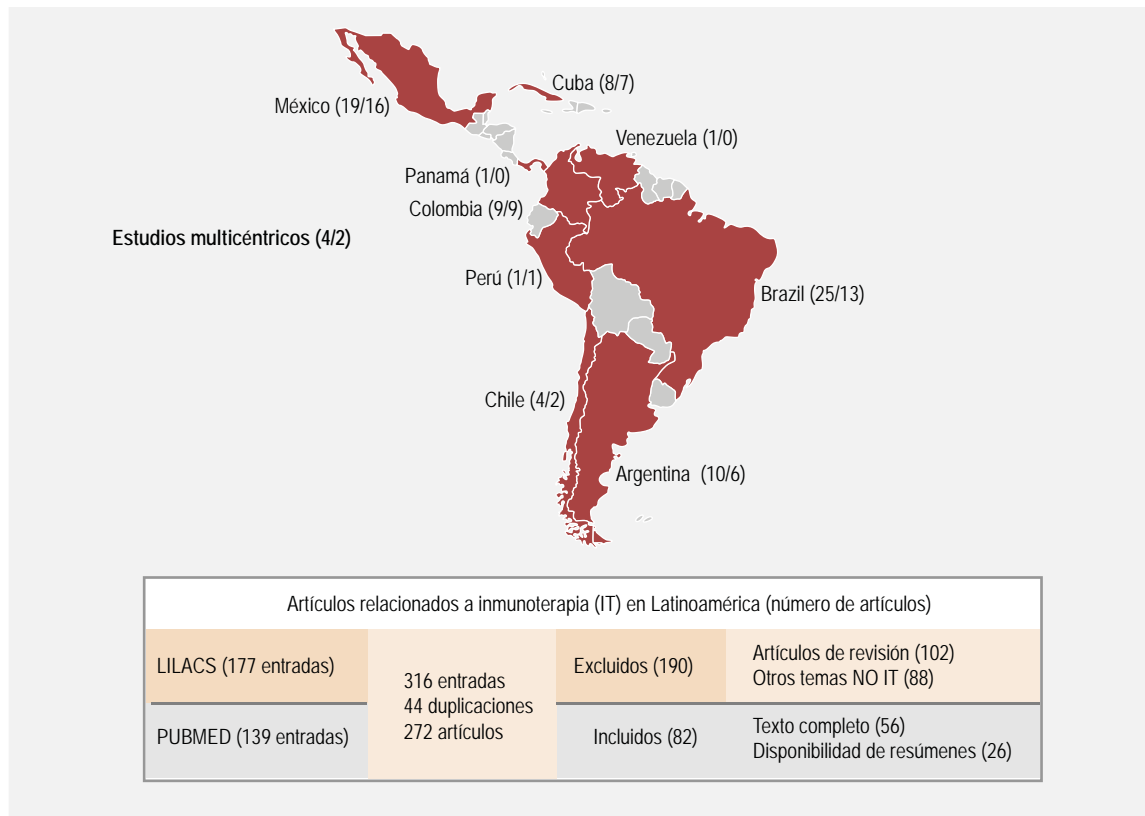 Cuba (8/7)
México (19/16)
Venezuela (1/0)
Panamá (1/0)
Colombia (9/9)
Estudios multicéntricos (4/2)
Perú (1/1)
Brazil (25/13)
Chile (4/2)
Argentina (10/6)
Artículos relacionados a inmunoterapia (IT) en Latinoamérica (número de artículos)
LILACS (177 entradas)
PUBMED (139 entradas)
316 entradas
44 duplicaciones
272 artículos
Excluidos (190)
Artículos de revisión (102)
Otros temas NO IT (88)
Incluidos (82)
Texto completo (56)
Disponibilidad de resúmenes (26)